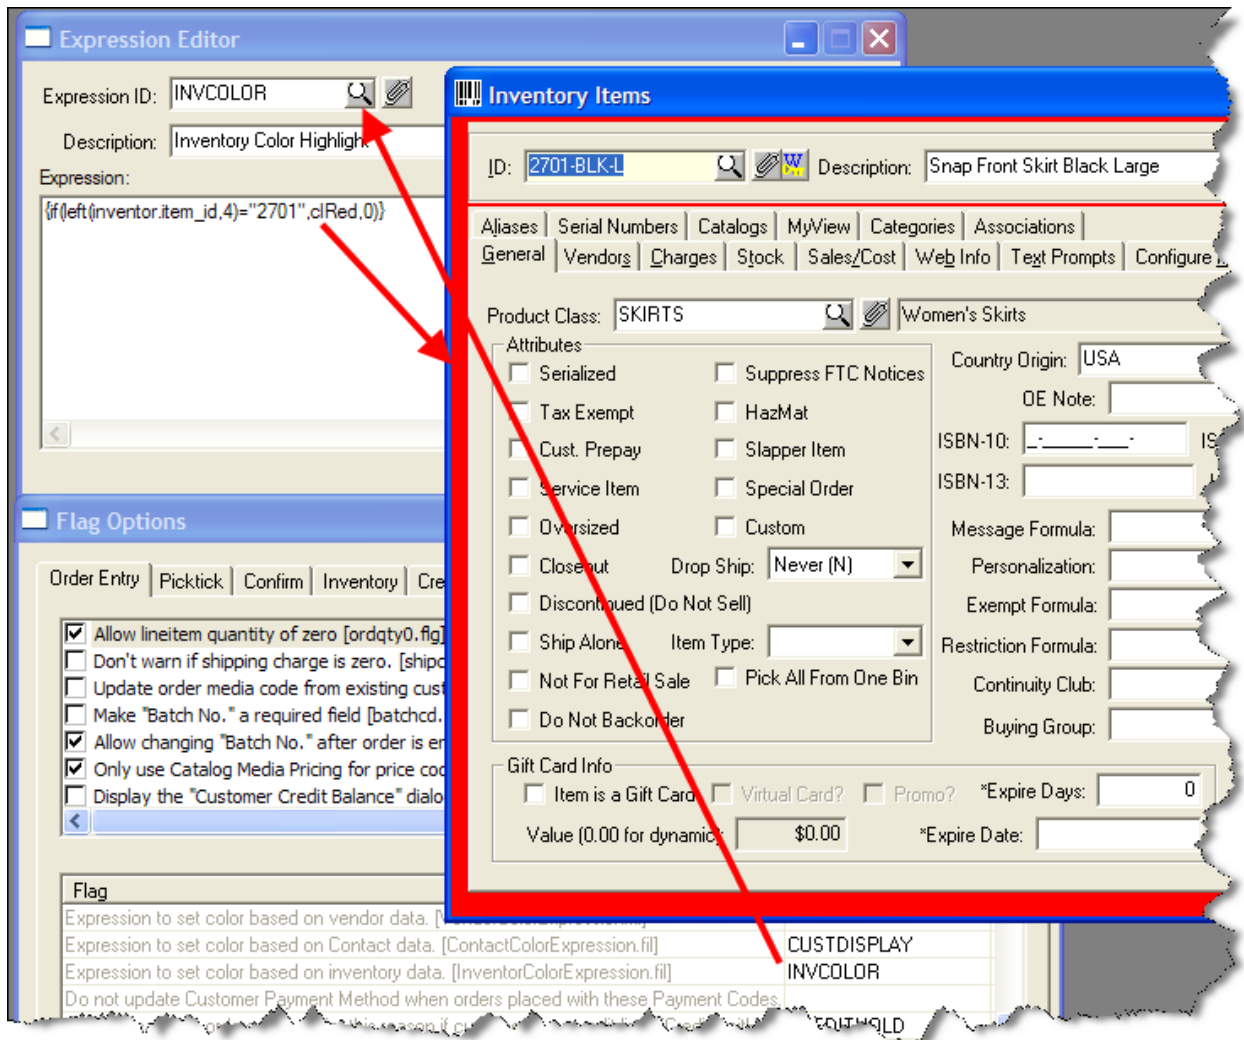 Expression Editor
Expression ID: INVCOLOR
Description: Inventory Color Highlight
Expression:
{if(left(inventor.item_id,4)="2701",clRed,0)}
Inventory Items
ID: 2701-BLK-L W Description: Snap Front Skirt Black Large
Aliases Serial Numbers Catalogs MyView Categories Associations
General Vendors Charges Stock Sales/Cost Web Info Text Prompts Configure
Product Class: SKIRTS Women's Skirts
Attributes
Serialized Suppress FTC Notices
Tax Exempt HazMat
Cust. Prepay Slapper Item
Service Item Special Order
Oversized Custom
Closeout Drop Ship: Never (N)
Discontinued (Do Not Sell)
Ship Alone Item Type:
Not For Retail Sale Pick All From One Bin
Do Not Backorder
Country Origin: USA
OE Note:
ISBN-10: _-_____-___-
ISBN-13:
Message Formula:
Personalization:
Exempt Formula:
Restriction Formula:
Continuity Club:
Buying Group:
Gift Card Info
Item is a Gift Card Virtual Card? Promo? *Expire Days: 0
Value (0.00 for dynamic): $0.00 *Expire Date:
Flag Options
Order Entry Picktick Confirm Inventory Cre
Allow lineitem quantity of zero [ordqty0.flg]
Don't warn if shipping charge is zero. [shipc
Update order media code from existing cust
Make "Batch No." a required field [batchcd.
Allow changing "Batch No." after order is en
Only use Catalog Media Pricing for price cod
Display the "Customer Credit Balance" dialo
Flag
Expression to set color based on vendor data.
Expression to set color based on Contact data. [ContactColorExpression.fil] CUSTDISPLAY
Expression to set color based on inventory data. [InventorColorExpression.fil] INVCOLOR
Do not update Customer Payment Method when orders placed with these Payment Codes.